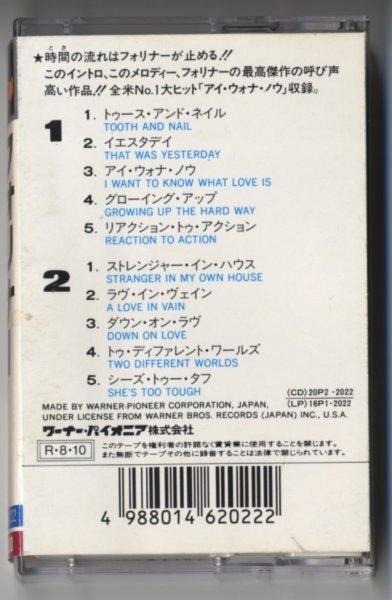 ★時間の流れはフォリナーが止める!!
このイントロ、このメロディー、フォリナーの最高傑作の呼び声
高い作品!! 全米No.1大ヒット「アイ・ウォナ・ノウ」収録。
1
1. トゥース・アンド・ネイル
TOOTH AND NAIL
2. イエスタデイ
THAT WAS YESTERDAY
3. アイ・ウォナ・ノウ
I WANT TO KNOW WHAT LOVE IS
4. グローイング・アップ
GROWING UP THE HARD WAY
5. リアクション・トゥ・アクション
REACTION TO ACTION
2
1. ストレンジャー・イン・ハウス
STRANGER IN MY OWN HOUSE
2. ラヴ・イン・ヴェイン
A LOVE IN VAIN
3. ダウン・オン・ラヴ
DOWN ON LOVE
4. トゥ・ディファレント・ワールズ
TWO DIFFERENT WORLDS
5. シーズ・トゥー・タフ
SHE'S TOO TOUGH
(CD) 20P2-2022
(LP) 16P1-2022
MADE BY WARNER-PIONEER CORPORATION, JAPAN,
UNDER LICENSE FROM WARNER BROS. RECORDS (JAPAN) INC., U.S.A.
ワーナー・パイオニア株式会社
R・8・10
このテープを権利者の許諾なく賃貸業に使用することを禁じます。
また無断でテープその他に録音することは法律で禁じられています。
4 988014 620222